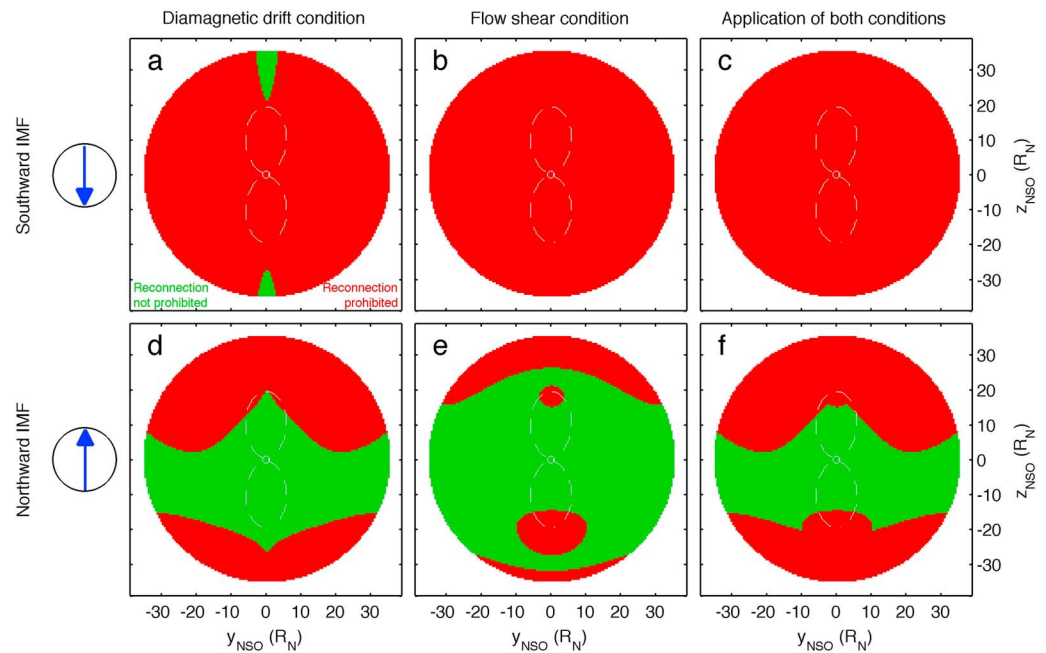 Diamagnetic drift condition
Flow shear condition
Application of both conditions
Southward IMF
a
b
c
Reconnection
not prohibited
Reconnection
prohibited
30
20
10
0
-10
-20
-30
z_NSO (R_N)
Northward IMF
d
e
f
30
20
10
0
-10
-20
-30
z_NSO (R_N)
-30 -20 -10 0 10 20 30
-30 -20 -10 0 10 20 30
-30 -20 -10 0 10 20 30
y_NSO (R_N)
y_NSO (R_N)
y_NSO (R_N)